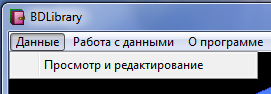 BDLibrary
Данные Работа с данными О программе
Просмотр и редактирование